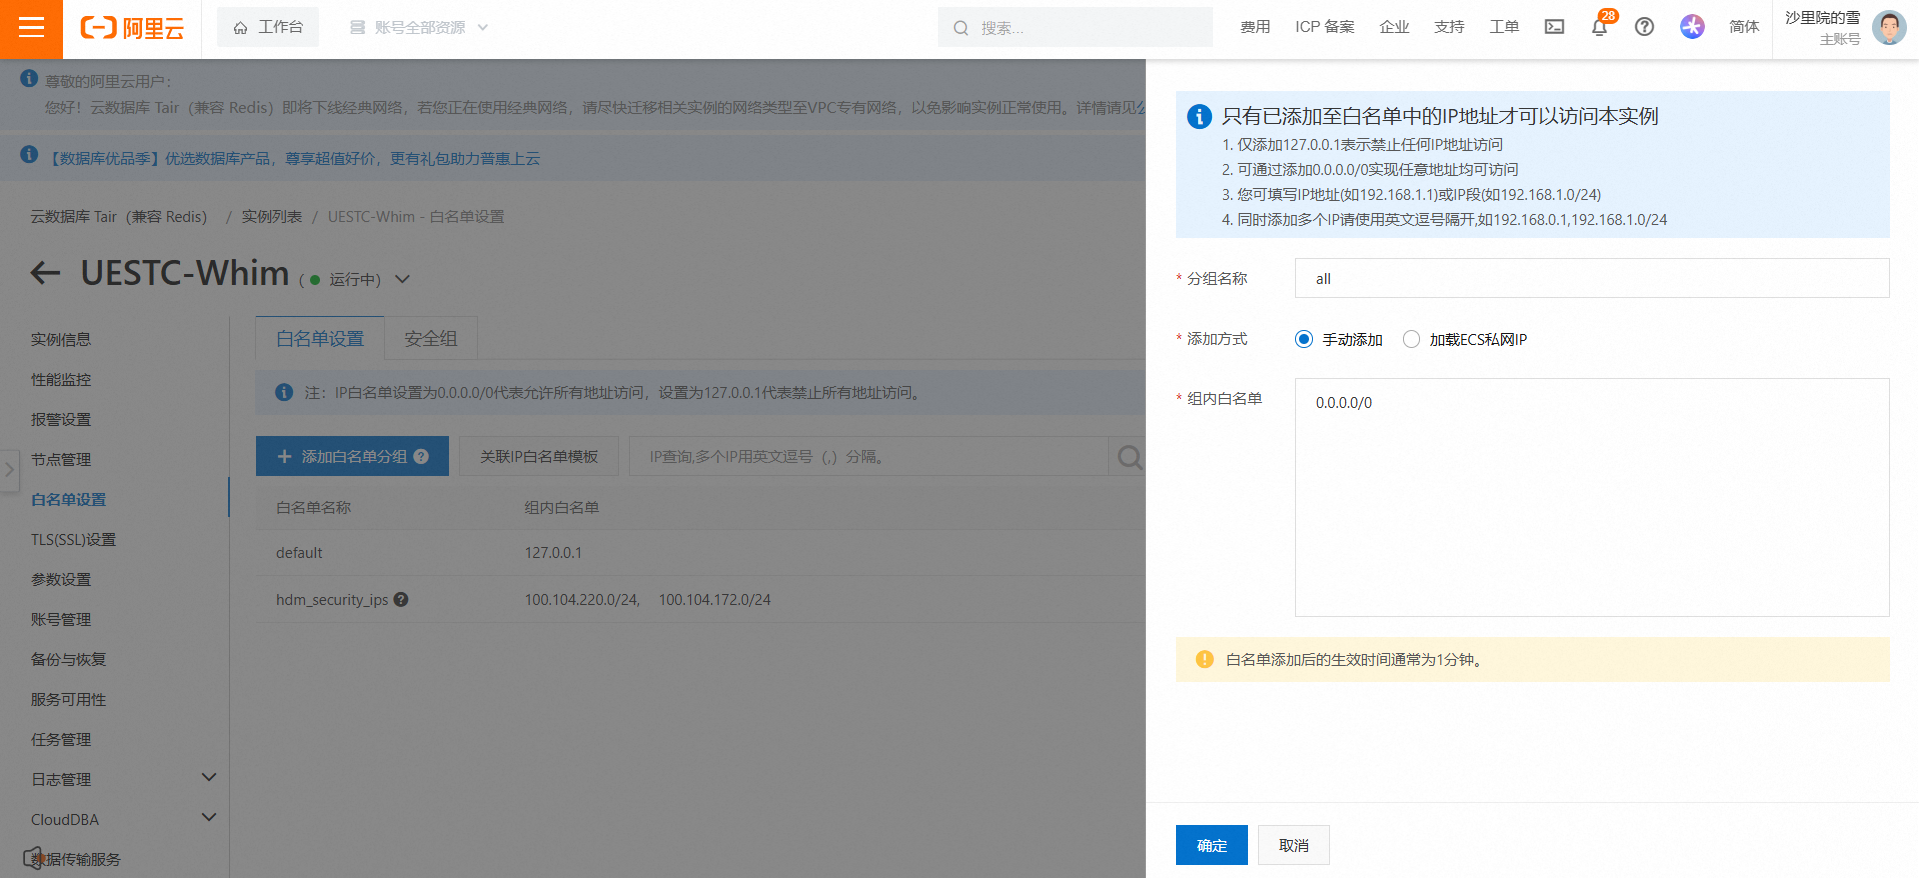 阿里云
工作台
账号全部资源
搜索...
费用
ICP 备案
企业
支持
工单
28
简体
沙里院的雪
主账号
尊敬的阿里云用户：
您好！云数据库 Tair（兼容 Redis）即将下线经典网络，若您正在使用经典网络，请尽快迁移相关实例的网络类型至VPC专有网络，以免影响实例正常使用。详情请见
【数据库优品季】优选数据库产品，尊享超值好价，更有礼包助力普惠上云
云数据库 Tair（兼容 Redis） / 实例列表 / UESTC-Whim - 白名单设置
UESTC-Whim ( 运行中)
实例信息
性能监控
报警设置
节点管理
白名单设置
TLS(SSL)设置
参数设置
账号管理
备份与恢复
服务可用性
任务管理
日志管理
CloudDBA
数据传输服务
白名单设置
安全组
注：IP白名单设置为0.0.0.0/0代表允许所有地址访问，设置为127.0.0.1代表禁止所有地址访问。
添加白名单分组
关联IP白名单模板
IP查询,多个IP用英文逗号（,）分隔。
白名单名称 组内白名单
default 127.0.0.1
hdm_security_ips 100.104.220.0/24, 100.104.172.0/24
只有已添加至白名单中的IP地址才可以访问本实例
1. 仅添加127.0.0.1表示禁止任何IP地址访问
2. 可通过添加0.0.0.0/0实现任意地址均可访问
3. 您可填写IP地址(如192.168.1.1)或IP段(如192.168.1.0/24)
4. 同时添加多个IP请使用英文逗号隔开,如192.168.0.1,192.168.1.0/24
* 分组名称
all
* 添加方式
手动添加
加载ECS私网IP
* 组内白名单
0.0.0.0/0
白名单添加后的生效时间通常为1分钟。
确定
取消